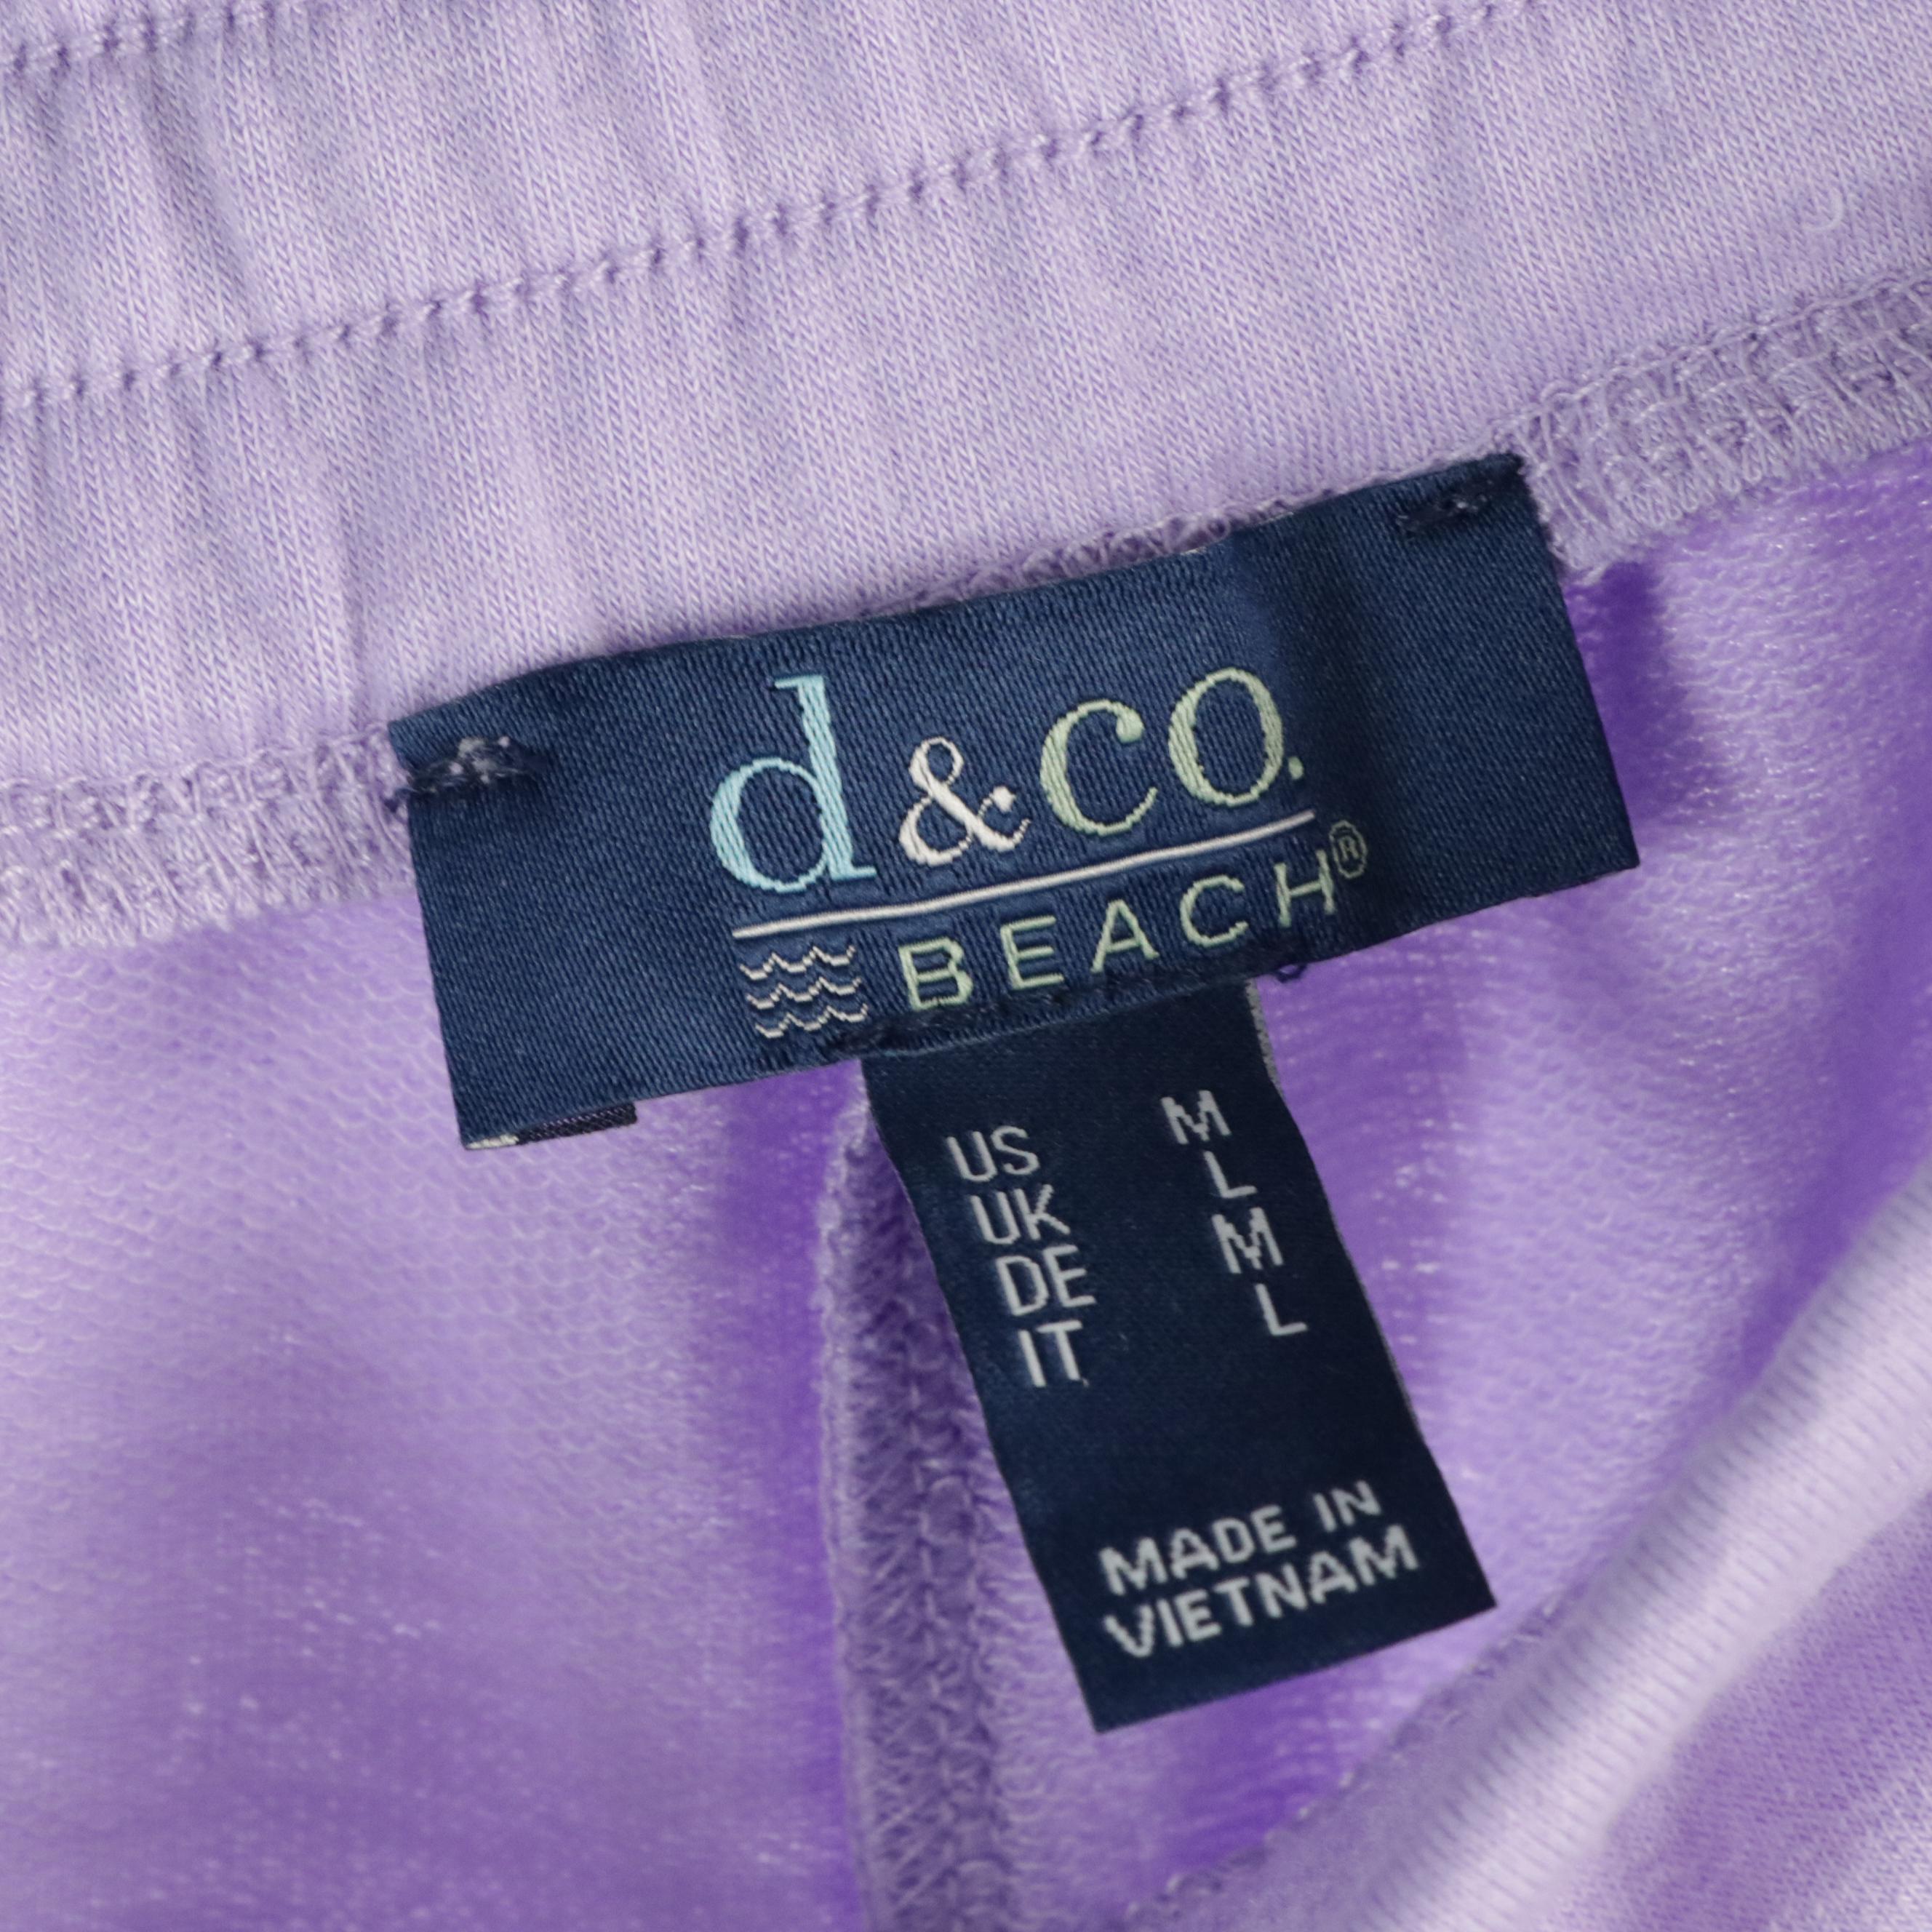 d & co.
BEACH®
US M
UK L
DE M
IT L
MADE IN
VIETNAM